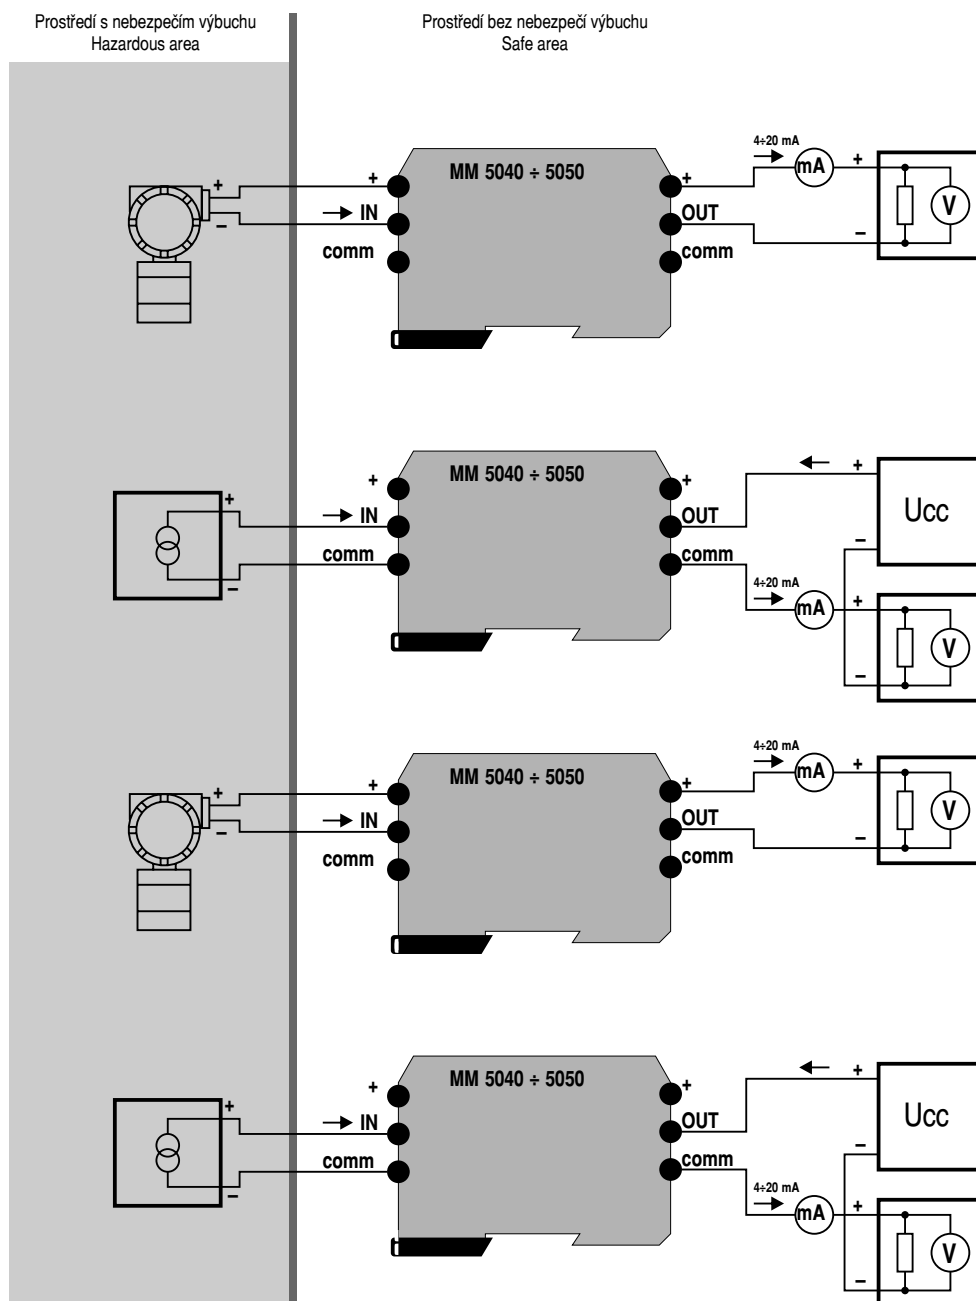 Prostředí s nebezpečím výbuchu
Hazardous area
Prostředí bez nebezpečí výbuchu
Safe area
MM 5040 ÷ 5050
+
–
+
IN
comm
+
OUT
comm
4÷20 mA
mA
+
–
V
MM 5040 ÷ 5050
+
–
+
IN
comm
+
OUT
comm
+
–
Ucc
4÷20 mA
mA
+
–
V
MM 5040 ÷ 5050
+
–
+
IN
comm
+
OUT
comm
4÷20 mA
mA
+
–
V
MM 5040 ÷ 5050
+
–
+
IN
comm
+
OUT
comm
+
–
Ucc
4÷20 mA
mA
+
–
V